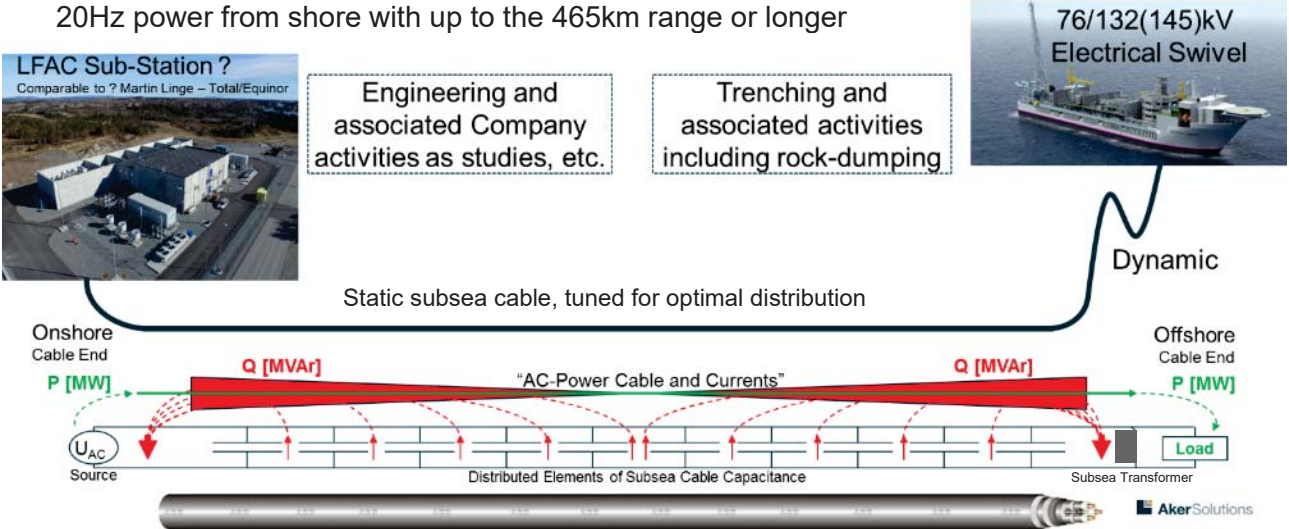 20Hz power from shore with up to the 465km range or longer
LFAC Sub-Station ?
Comparable to ? Martin Linge – Total/Equinor
Engineering and
associated Company
activities as studies, etc.
Trenching and
associated activities
including rock-dumping
76/132(145)kV
Electrical Swivel
Dynamic
Static subsea cable, tuned for optimal distribution
Onshore
Cable End
P [MW]
Q [MVAr]
"AC-Power Cable and Currents"
Q [MVAr]
Offshore
Cable End
P [MW]
UAC
Source
Distributed Elements of Subsea Cable Capacitance
Load
Subsea Transformer
AkerSolutions